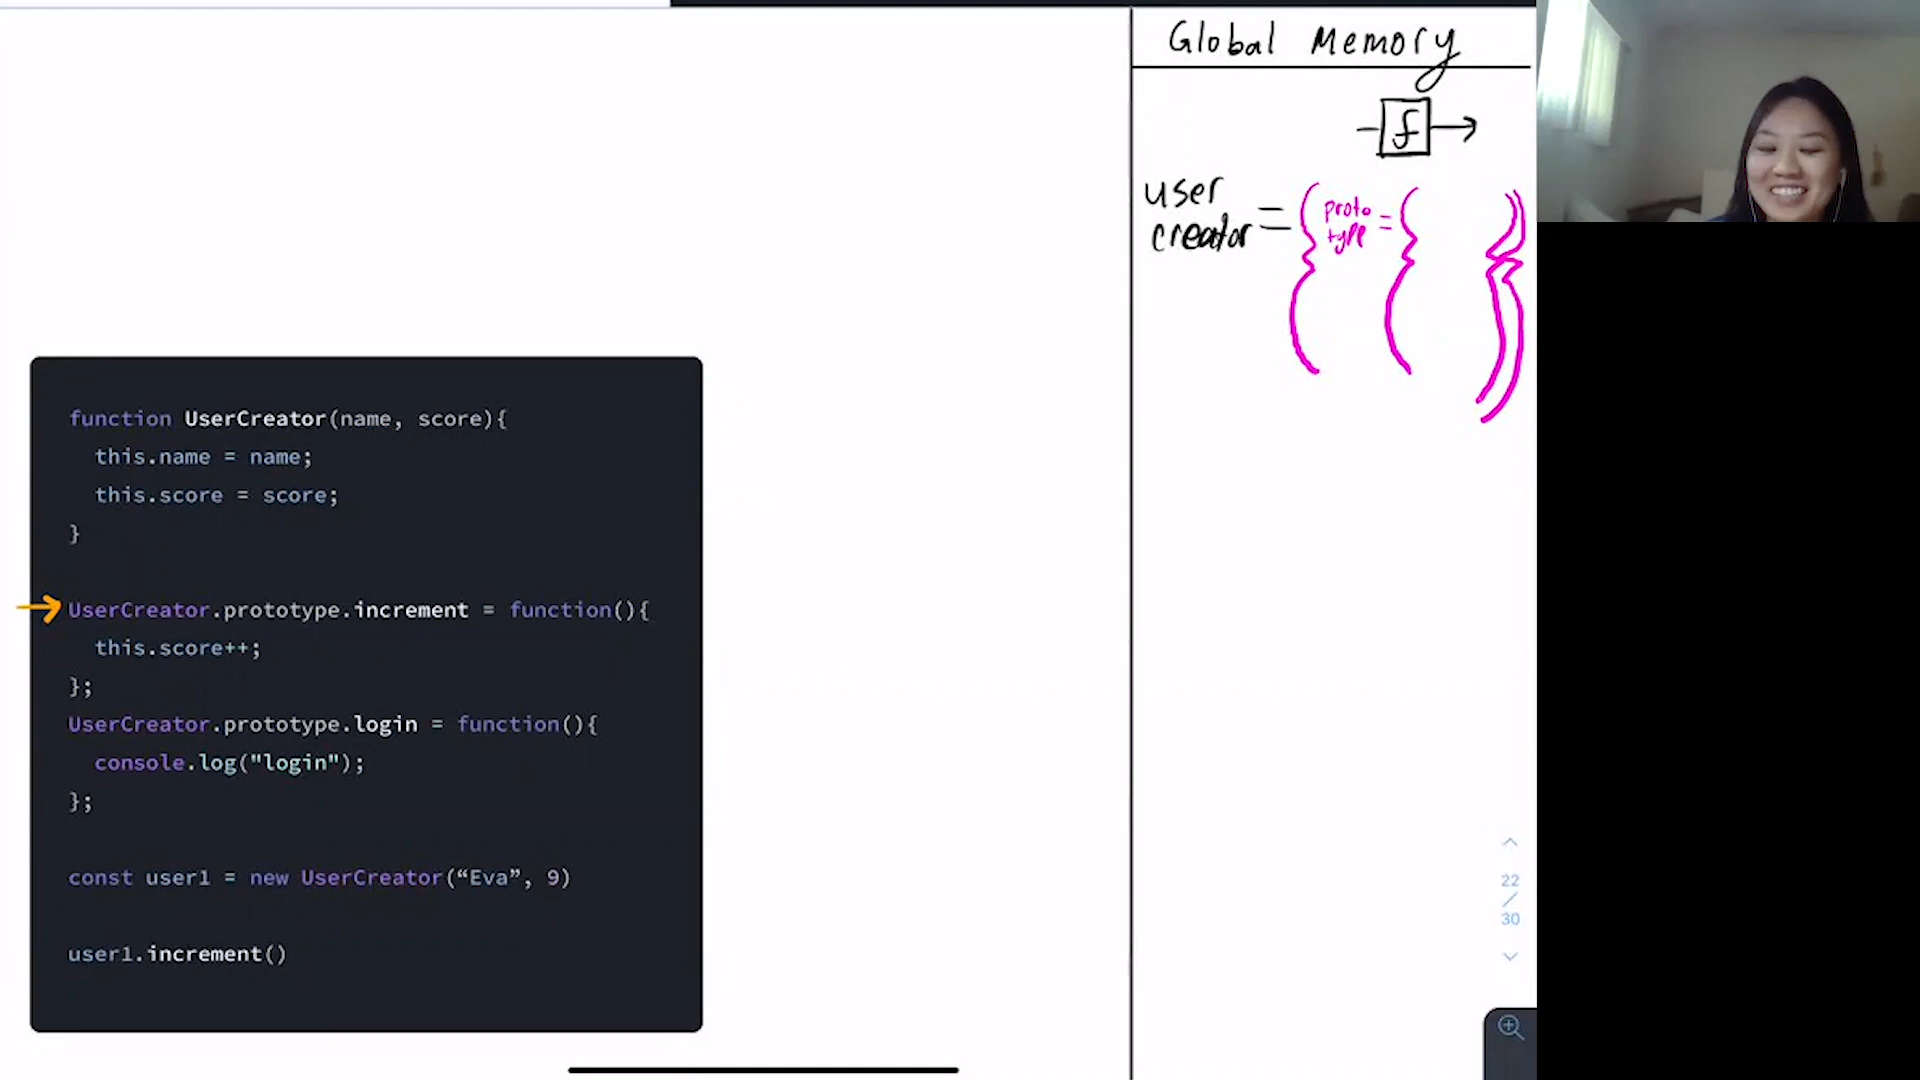 Global Memory
f
user
creator = { proto
type = { }}
function UserCreator(name, score){
this.name = name;
this.score = score;
}
UserCreator.prototype.increment = function(){
this.score++;
};
UserCreator.prototype.login = function(){
console.log("login");
};
const user1 = new UserCreator(“Eva”, 9)
user1.increment()
22
/
30